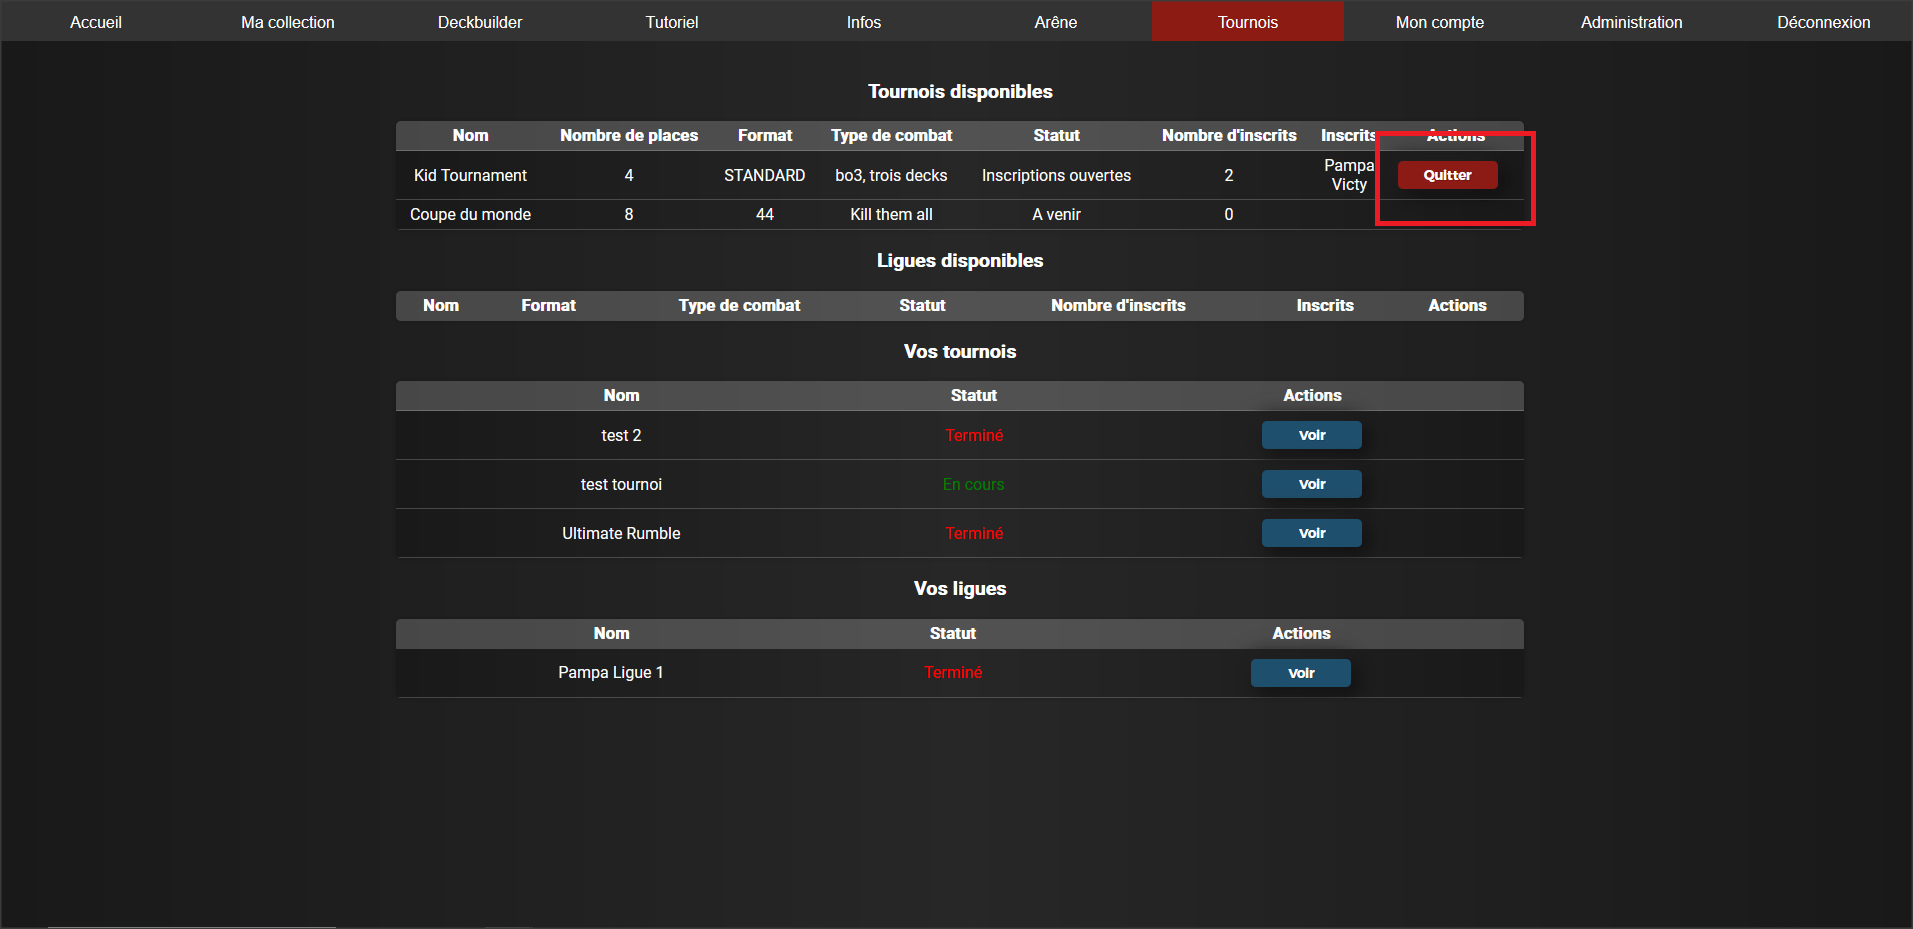 Accueil Ma collection Deckbuilder Tutoriel Infos Arêne Tournois Mon compte Administration Déconnexion
Tournois disponibles
Nom Nombre de places Format Type de combat Statut Nombre d'inscrits Inscrits Actions
Kid Tournament 4 STANDARD bo3, trois decks Inscriptions ouvertes 2 Pampa Quitter
Victy
Coupe du monde 8 44 Kill them all A venir 0
Ligues disponibles
Nom Format Type de combat Statut Nombre d'inscrits Inscrits Actions
Vos tournois
Nom Statut Actions
test 2 Terminé Voir
test tournoi En cours Voir
Ultimate Rumble Terminé Voir
Vos ligues
Nom Statut Actions
Pampa Ligue 1 Terminé Voir